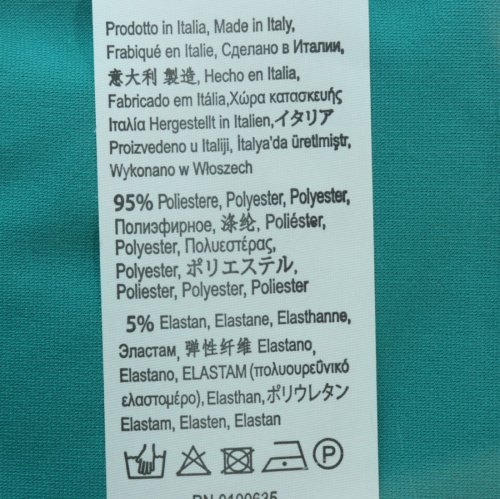 Prodotto in Italia, Made in Italy,
Frabiqué en Italie, Сделано в Италии,
意大利 製造, Hecho en Italia,
Fabricado em Itália,Χώρα κατασκευής
Ιταλία Hergestellt in Italien,イタリア
Proizvedeno u Italiji, İtalya'da üretlmiştr,
Wykonano w Włoszech
95% Poliestere, Polyester, Polyester,
Полиэфирное, 涤纶, Poliéster,
Polyester, Πολυεστέρας,
Polyester, ポリエステル,
Poliester, Polyester, Poliester
5% Elastan, Elastane, Elasthanne,
Эластам, 弹性纤维 Elastano,
Elastano, ELASTAM (πολυουρεϋνικό
ελαστομέρο), Elasthan,ポリウレタン
Elastam, Elasten, Elastan
P
RN 0100635